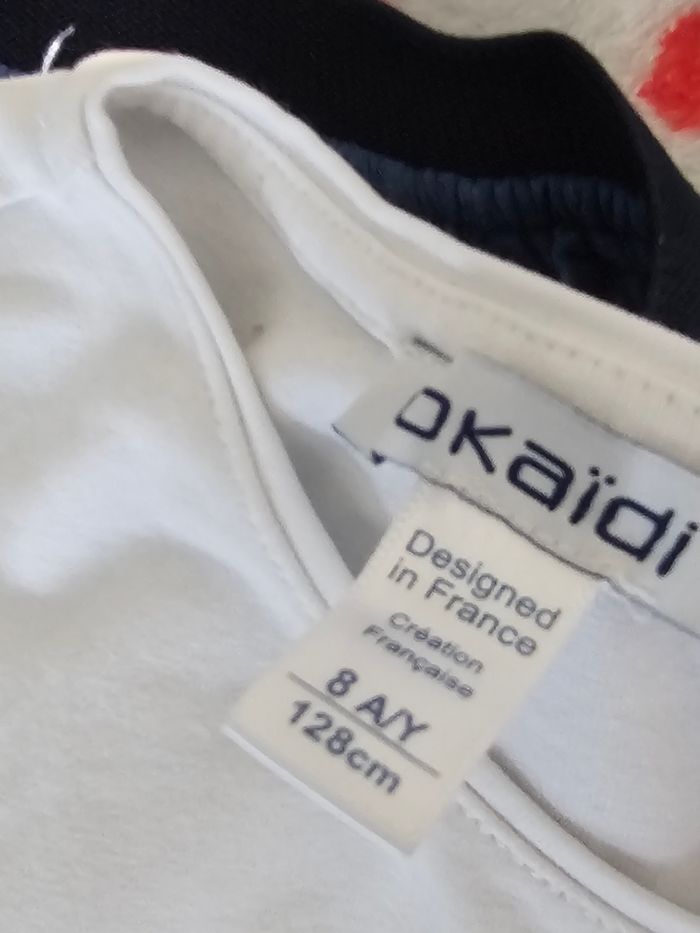 OKaïdi
Designed
in France
Création
Française
8 A/Y
128cm